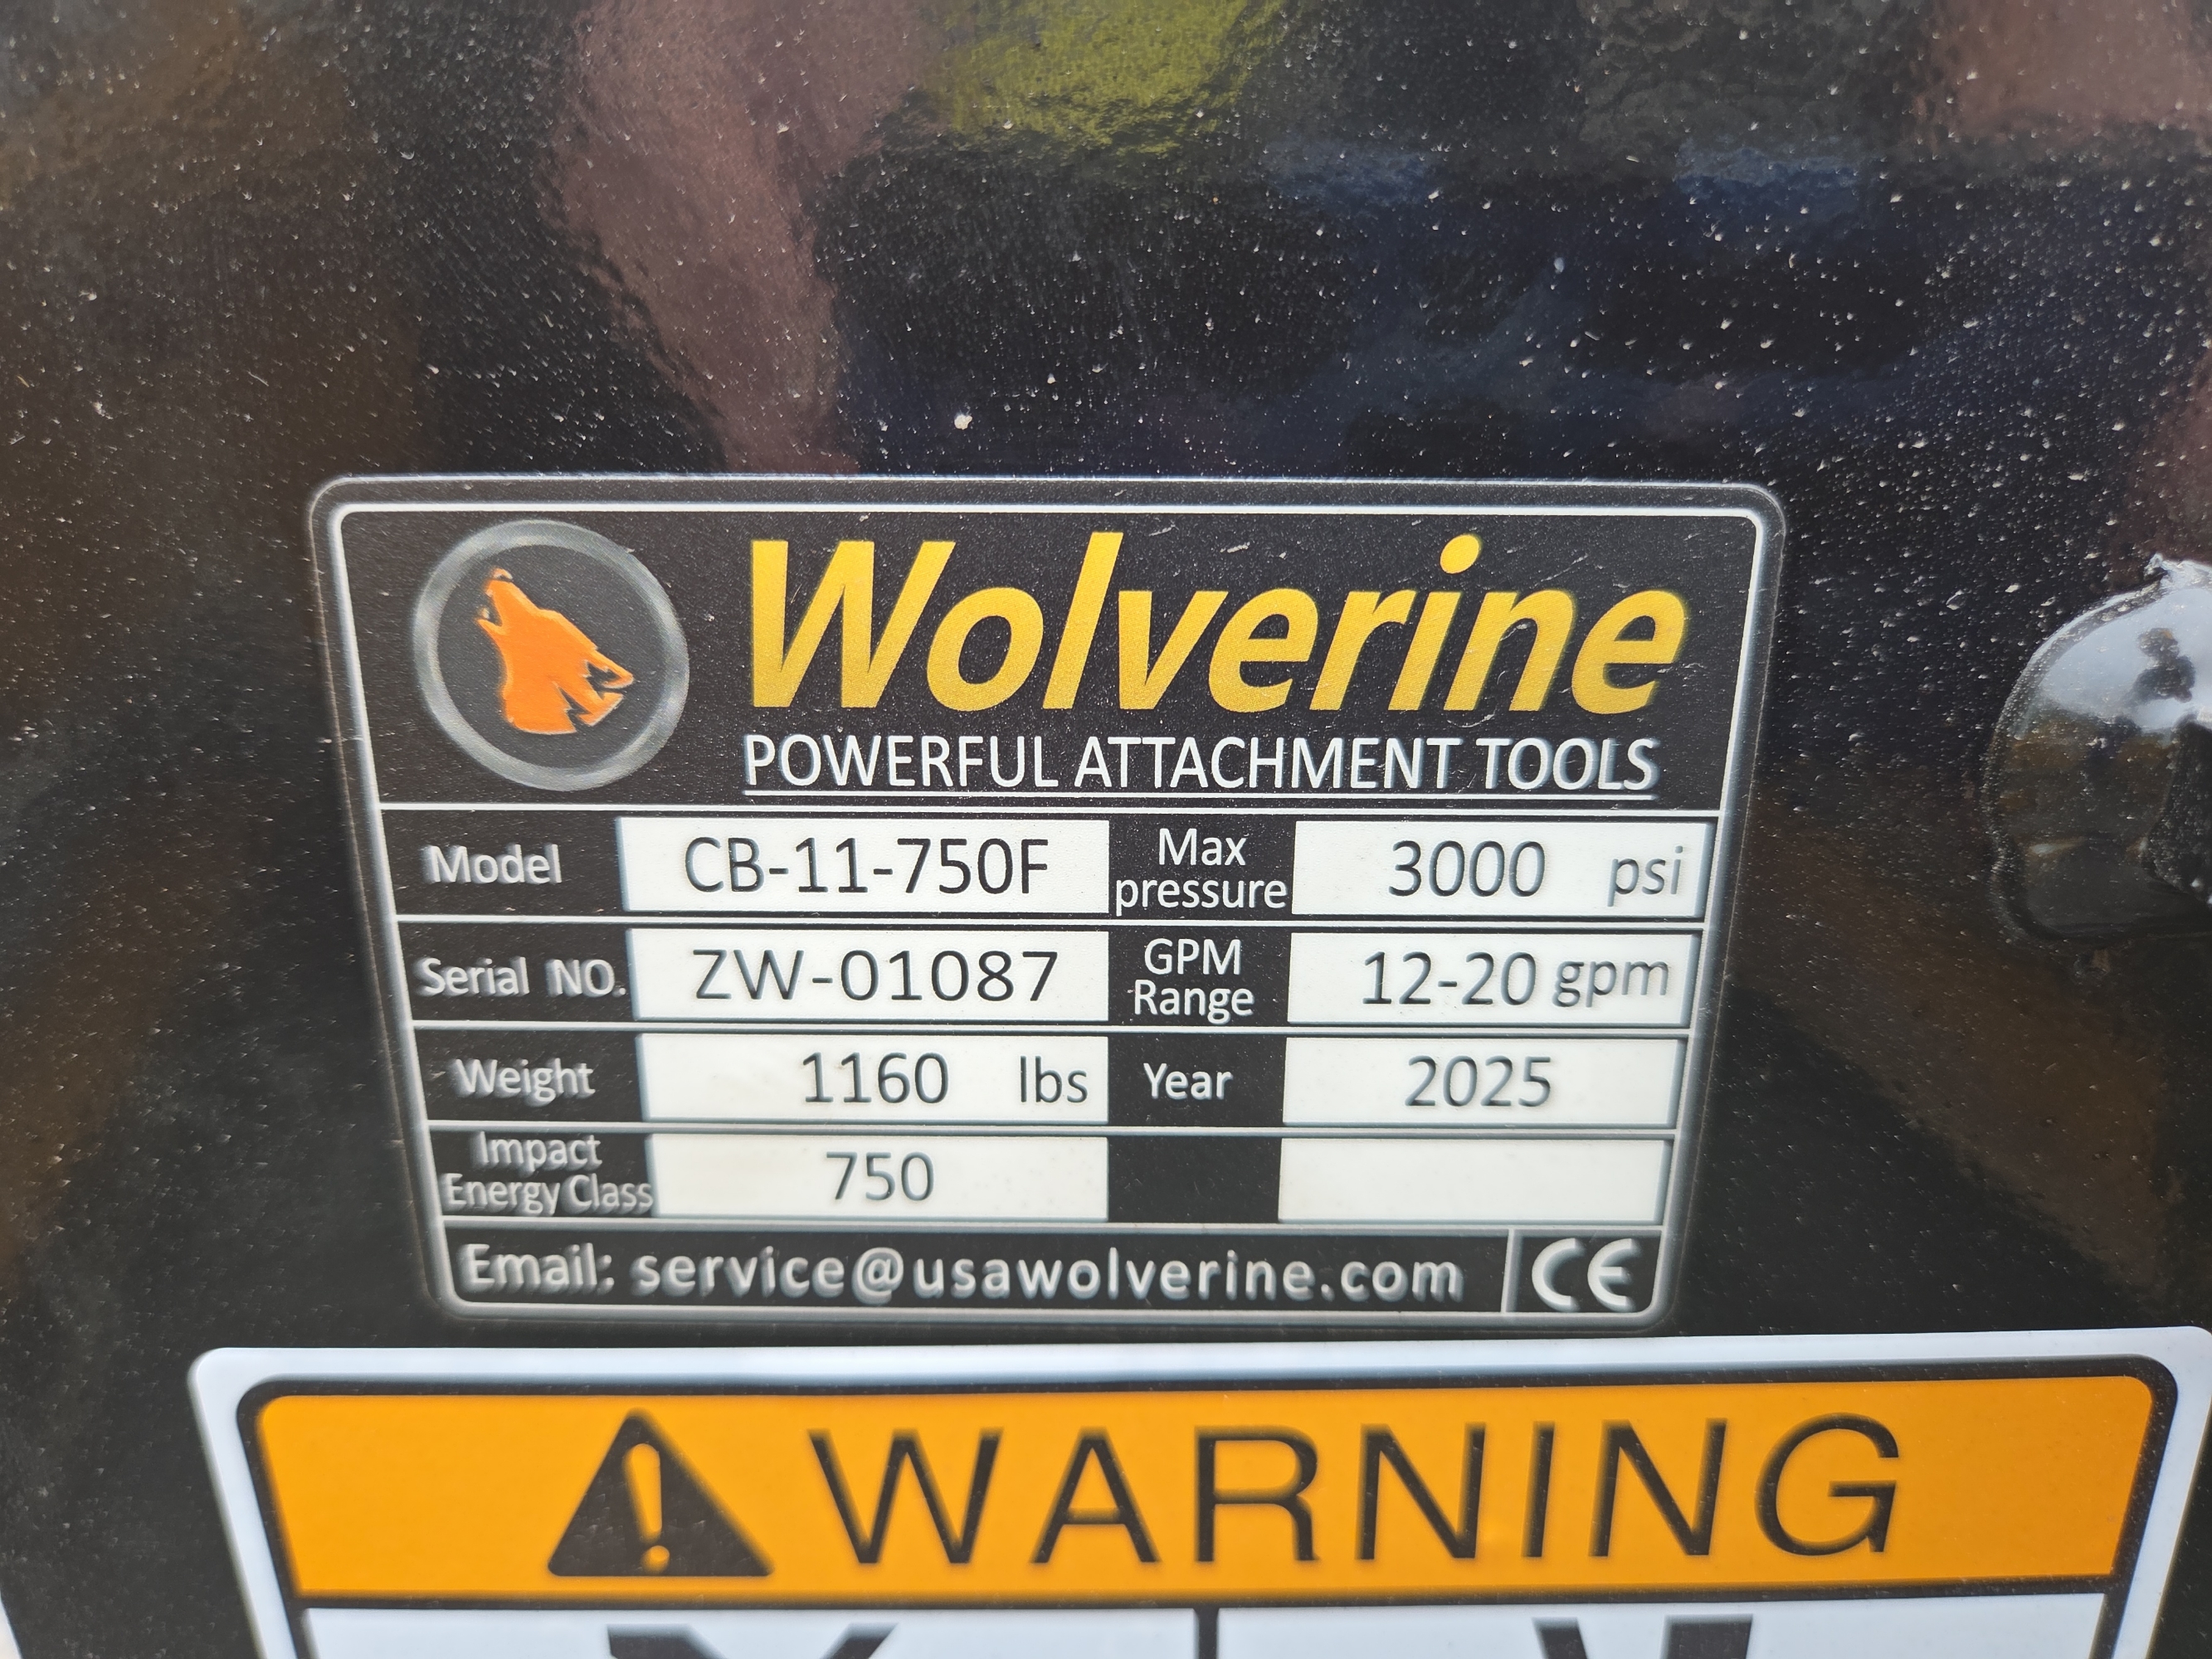 Wolverine
POWERFUL ATTACHMENT TOOLS
Model CB-11-750F Max pressure 3000 psi
Serial NO. ZW-01087 GPM Range 12-20 gpm
Weight 1160 lbs Year 2025
Impact Energy Class 750
Email: service@usawolverine.com CE
WARNING